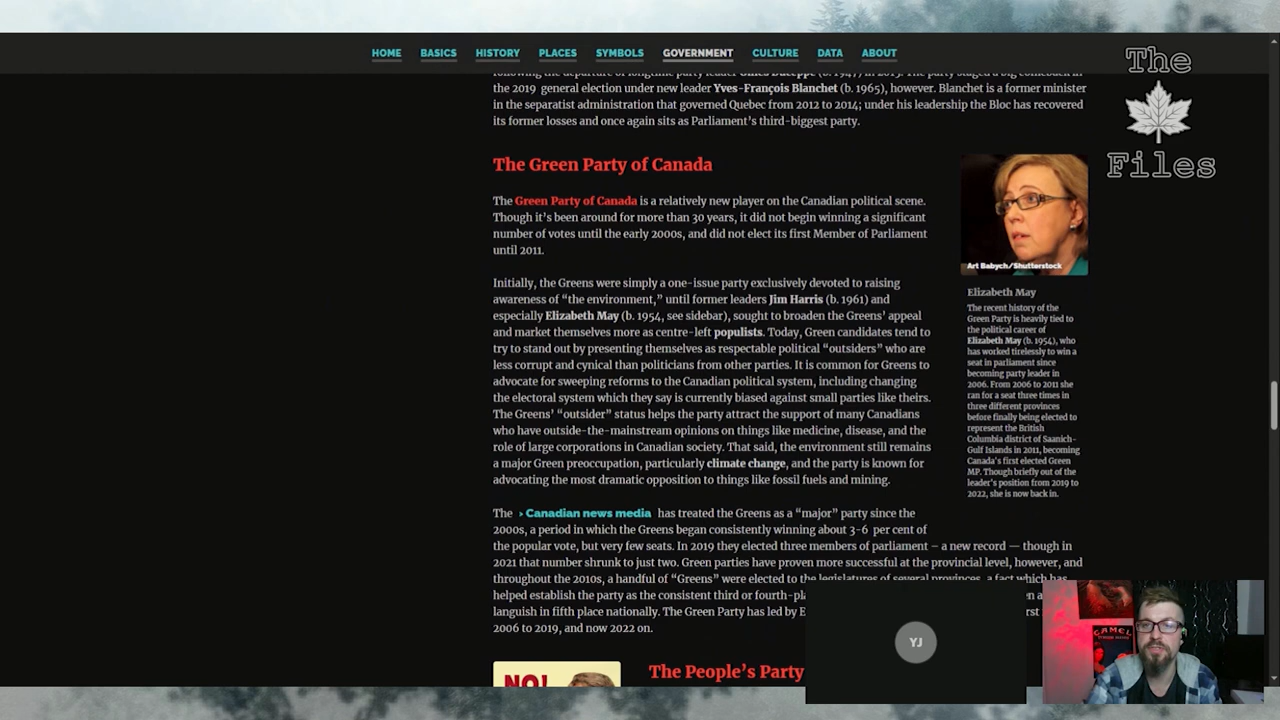 HOME BASICS HISTORY PLACES SYMBOLS GOVERNMENT CULTURE DATA ABOUT
The
Files
following the departure of longtime party leader Gilles Duceppe (b. 1947) in 2015. The party staged a big comeback in
the 2019 general election under new leader Yves-François Blanchet (b. 1965), however. Blanchet is a former minister
in the separatist administration that governed Quebec from 2012 to 2014; under his leadership the Bloc has recovered
its former losses and once again sits as Parliament's third-biggest party.
The Green Party of Canada
The Green Party of Canada is a relatively new player on the Canadian political scene.
Though it's been around for more than 30 years, it did not begin winning a significant
number of votes until the early 2000s, and did not elect its first Member of Parliament
until 2011.
Initially, the Greens were simply a one-issue party exclusively devoted to raising
awareness of “the environment,” until former leaders Jim Harris (b. 1961) and
especially Elizabeth May (b. 1954, see sidebar), sought to broaden the Greens' appeal
and market themselves more as centre-left populists. Today, Green candidates tend to
try to stand out by presenting themselves as respectable political “outsiders” who are
less corrupt and cynical than politicians from other parties. It is common for Greens to
advocate for sweeping reforms to the Canadian political system, including changing
the electoral system which they say is currently biased against small parties like theirs.
The Greens' “outsider” status helps the party attract the support of many Canadians
who have outside-the-mainstream opinions on things like medicine, disease, and the
role of large corporations in Canadian society. That said, the environment still remains
a major Green preoccupation, particularly climate change, and the party is known for
advocating the most dramatic opposition to things like fossil fuels and mining.
The › Canadian news media has treated the Greens as a “major” party since the
2000s, a period in which the Greens began consistently winning about 3-6 per cent of
the popular vote, but very few seats. In 2019 they elected three members of parliament – a new record — though in
2021 that number shrunk to just two. Green parties have proven more successful at the provincial level, however, and
throughout the 2010s, a handful of “Greens” were elected to the legislatures of several provinces, a fact which has
helped establish the party as the consistent third or fourth-pla
languish in fifth place nationally. The Green Party has led by E
2006 to 2019, and now 2022 on.
Art Babych/Shutterstock
Elizabeth May
The recent history of the
Green Party is heavily tied to
the political career of
Elizabeth May (b. 1954), who
has worked tirelessly to win a
seat in parliament since
becoming party leader in
2006. From 2006 to 2011 she
ran for a seat three times in
three different provinces
before finally being elected to
represent the British
Columbia district of Saanich-
Gulf Islands in 2011, becoming
Canada's first elected Green
MP. Though briefly out of the
leader's position from 2019 to
2022, she is now back in.
NO!
The People's Party
YJ
CAMEL